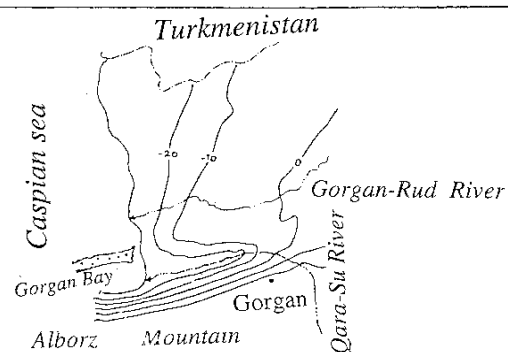 Turkmenistan
Caspian sea
-20
-10
0
Gorgan-Rud River
Gorgan Bay
Gorgan
Qara-Su River
Alborz Mountain